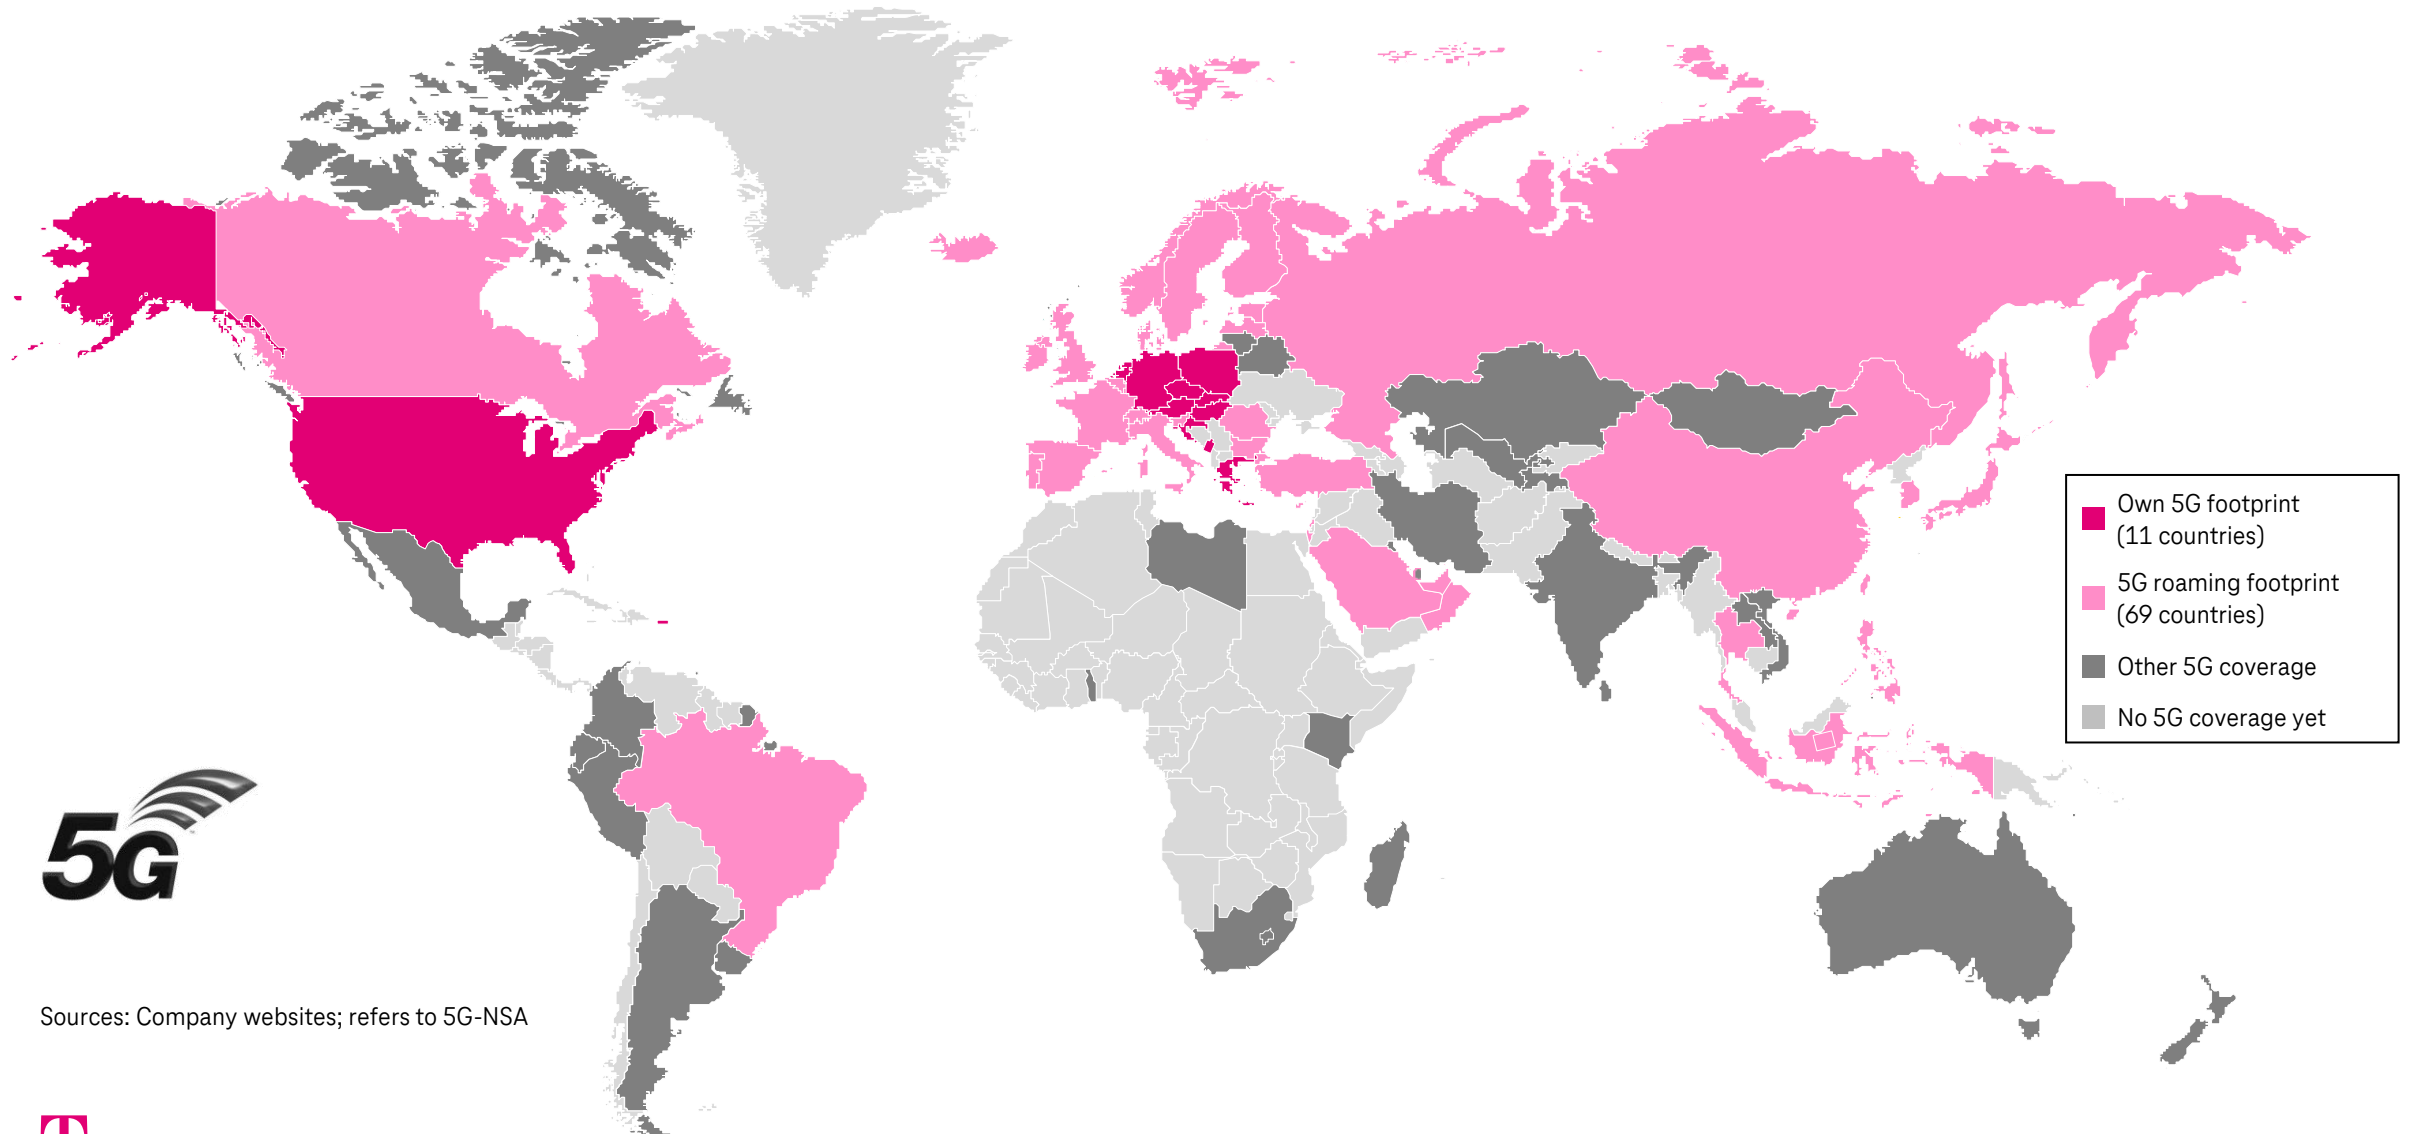 Own 5G footprint
(11 countries)
5G roaming footprint
(69 countries)
Other 5G coverage
No 5G coverage yet
5G
Sources: Company websites; refers to 5G-NSA
T